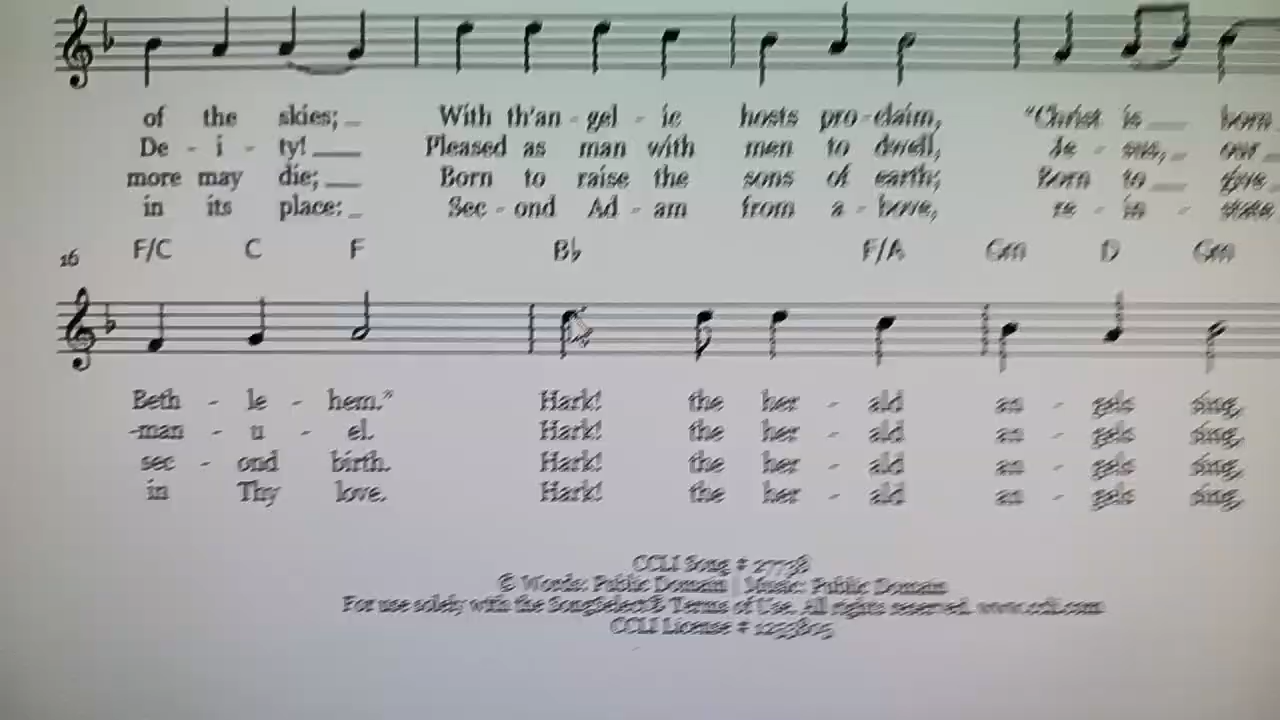 of the skies; _ With th'an - gel - ic hosts pro - claim, "Christ is __ born
De - i - ty! __ Pleased as man with men to dwell, Je - sus, _ our _
more may die; __ Born to raise the sons of earth; Born to __ give
in its place: _ Sec - ond Ad - am from a - bove, re - in -
16 F/C C F B♭ F/A Gm D Gm
Beth - le - hem." Hark! the her - ald an - gels sing,
-man - u - el. Hark! the her - ald an - gels sing,
sec - ond birth. Hark! the her - ald an - gels sing,
in Thy love. Hark! the her - ald an - gels sing,
CCLI Song #
© Words: Public Domain | Music: Public Domain
For use solely with the SongSelect® Terms of Use. All rights reserved. www.ccli.com
CCLI License #